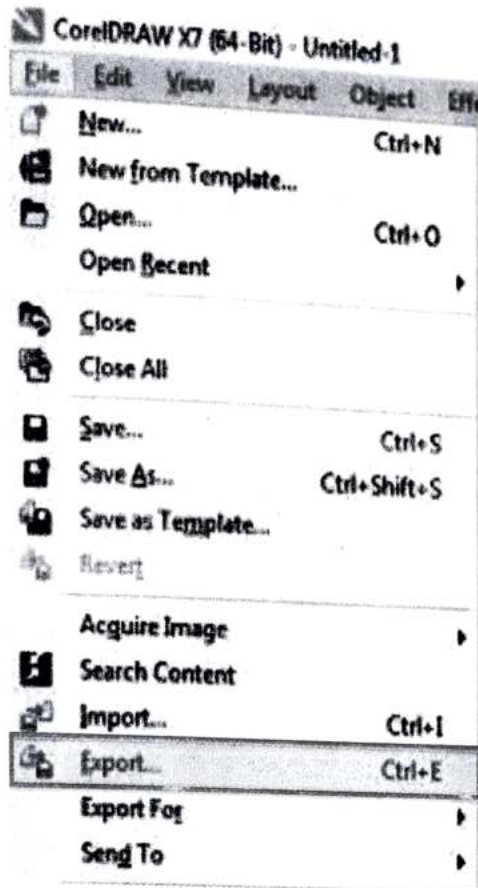 CorelDRAW X7 (64-Bit) - Untitled-1
File Edit View Layout Object Effe
New... Ctrl+N
New from Template...
Open... Ctrl+O
Open Recent
Close
Close All
Save... Ctrl+S
Save As... Ctrl+Shift+S
Save as Template...
Revert
Acquire Image
Search Content
Import... Ctrl+I
Export... Ctrl+E
Export For
Send To